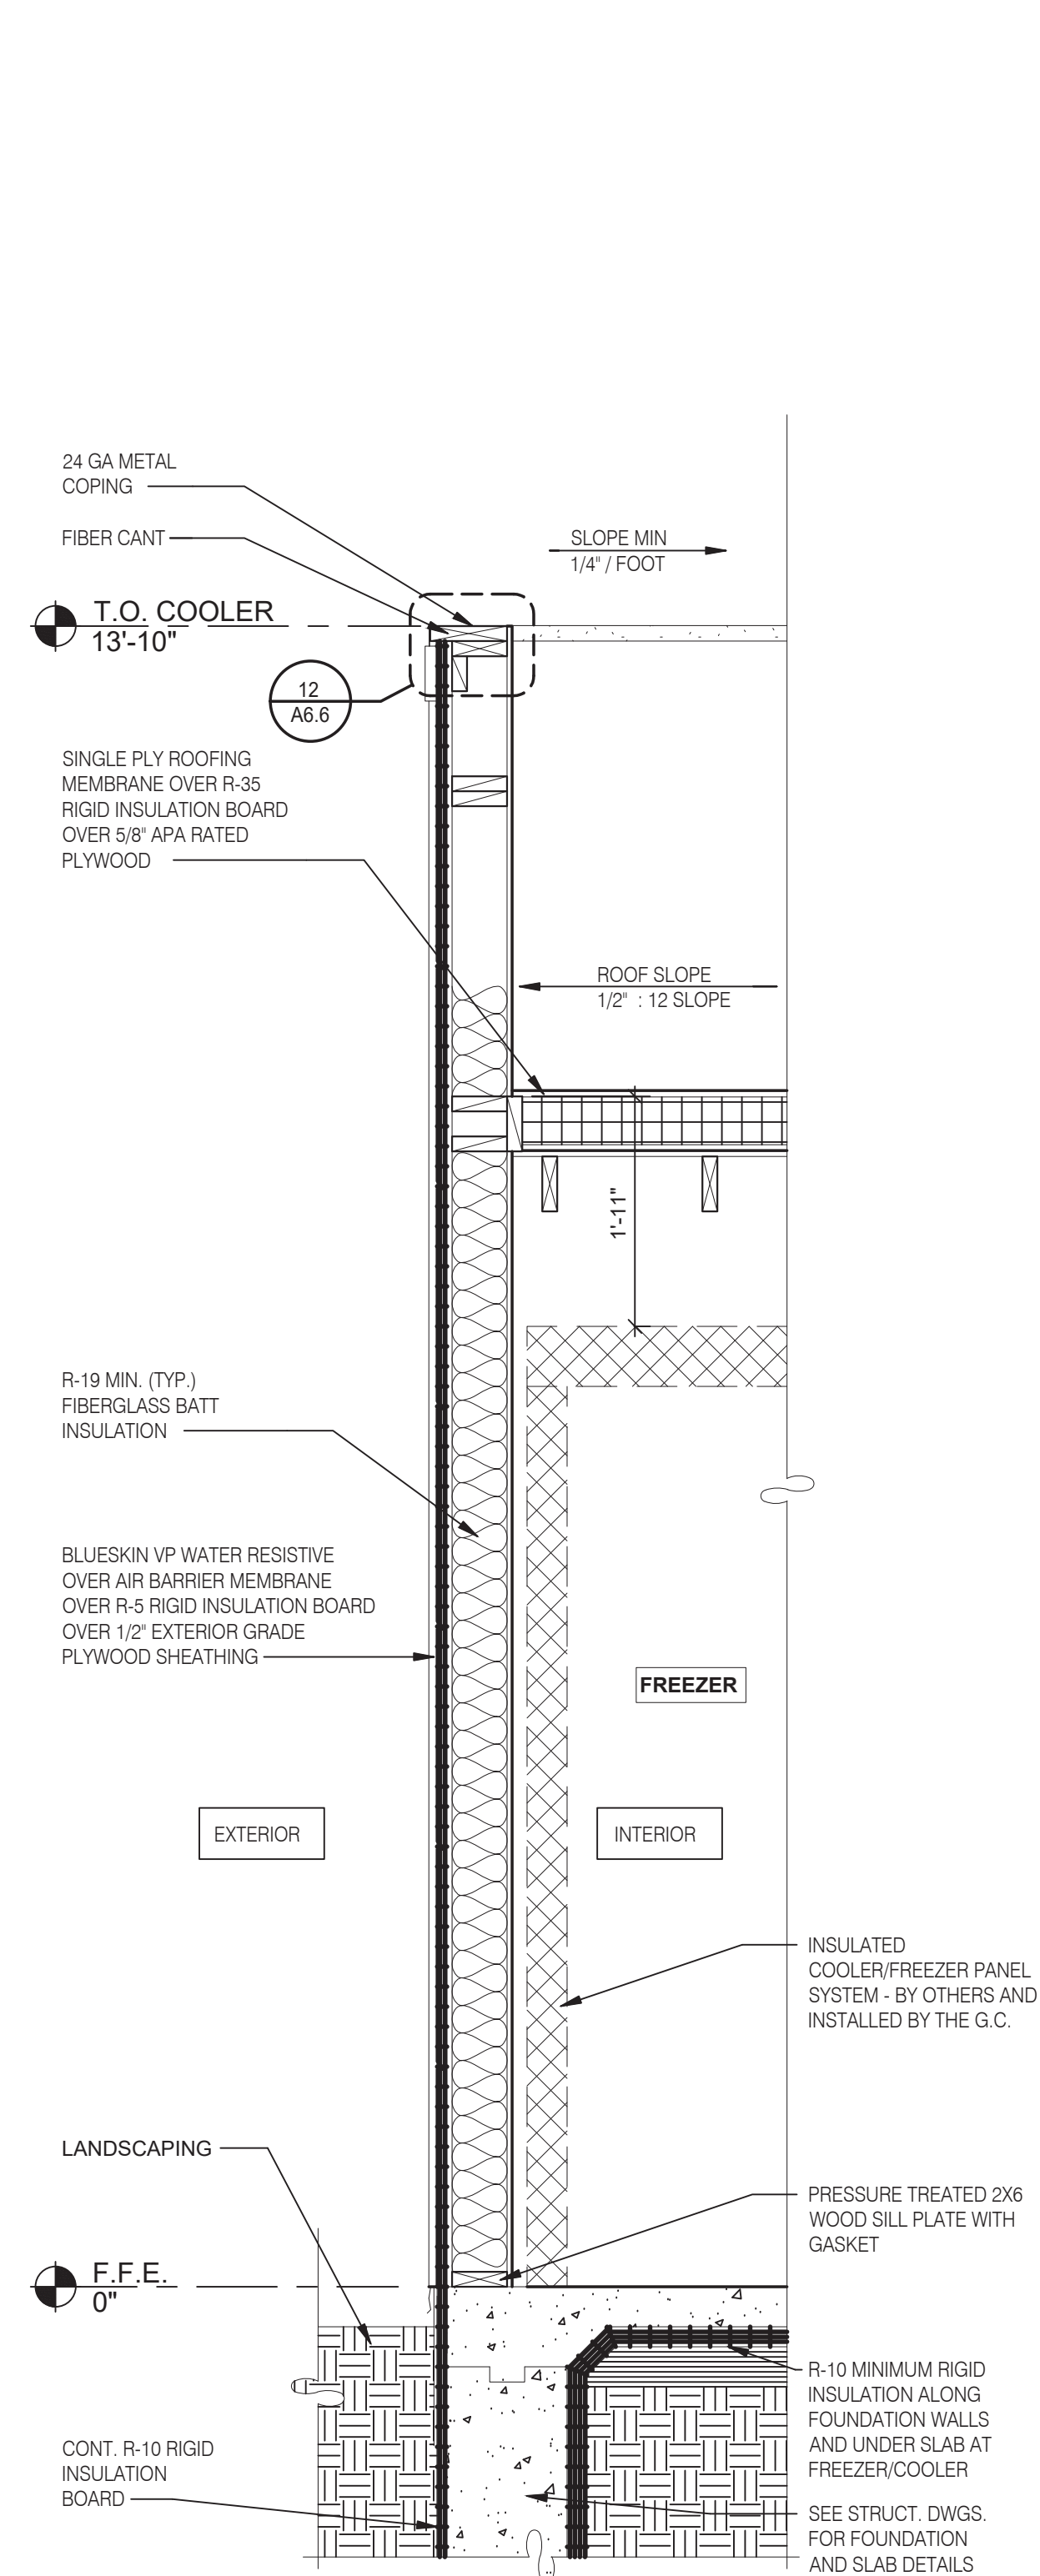 24 GA METAL
COPING
FIBER CANT
SLOPE MIN
1/4" / FOOT
T.O. COOLER
13'-10"
12
A6.6
SINGLE PLY ROOFING
MEMBRANE OVER R-35
RIGID INSULATION BOARD
OVER 5/8" APA RATED
PLYWOOD
ROOF SLOPE
1/2" : 12 SLOPE
1'-11"
R-19 MIN. (TYP.)
FIBERGLASS BATT
INSULATION
BLUESKIN VP WATER RESISTIVE
OVER AIR BARRIER MEMBRANE
OVER R-5 RIGID INSULATION BOARD
OVER 1/2" EXTERIOR GRADE
PLYWOOD SHEATHING
FREEZER
EXTERIOR
INTERIOR
INSULATED
COOLER/FREEZER PANEL
SYSTEM - BY OTHERS AND
INSTALLED BY THE G.C.
LANDSCAPING
PRESSURE TREATED 2X6
WOOD SILL PLATE WITH
GASKET
F.F.E.
0"
R-10 MINIMUM RIGID
INSULATION ALONG
FOUNDATION WALLS
AND UNDER SLAB AT
FREEZER/COOLER
CONT. R-10 RIGID
INSULATION
BOARD
SEE STRUCT. DWGS.
FOR FOUNDATION
AND SLAB DETAILS